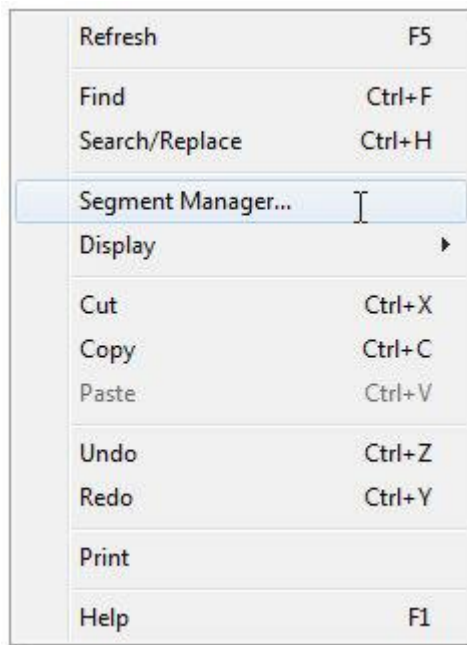 Refresh F5
Find Ctrl+F
Search/Replace Ctrl+H
Segment Manager...
Display
Cut Ctrl+X
Copy Ctrl+C
Paste Ctrl+V
Undo Ctrl+Z
Redo Ctrl+Y
Print
Help F1